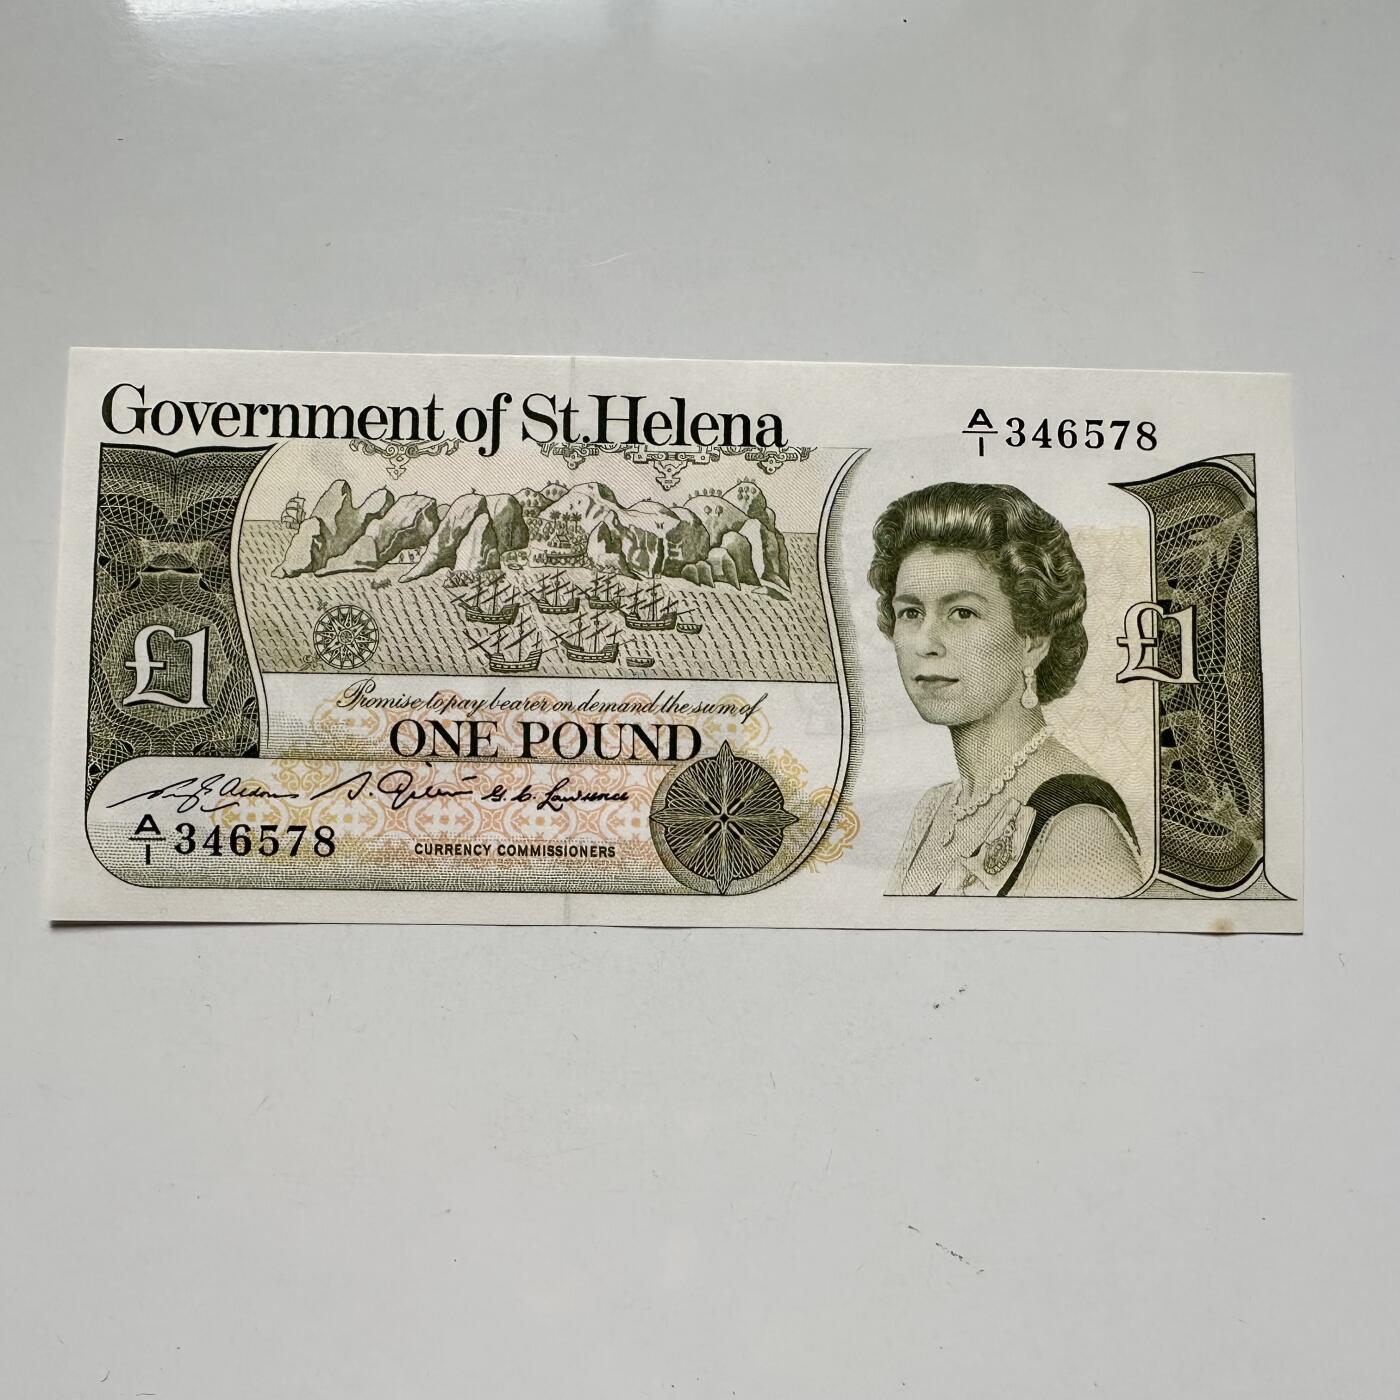 Government of St.Helena
A/1 346578
£1
£1
Promise to pay bearer on demand the sum of
ONE POUND
G. C. Lawrence
A/1 346578
CURRENCY COMMISSIONERS